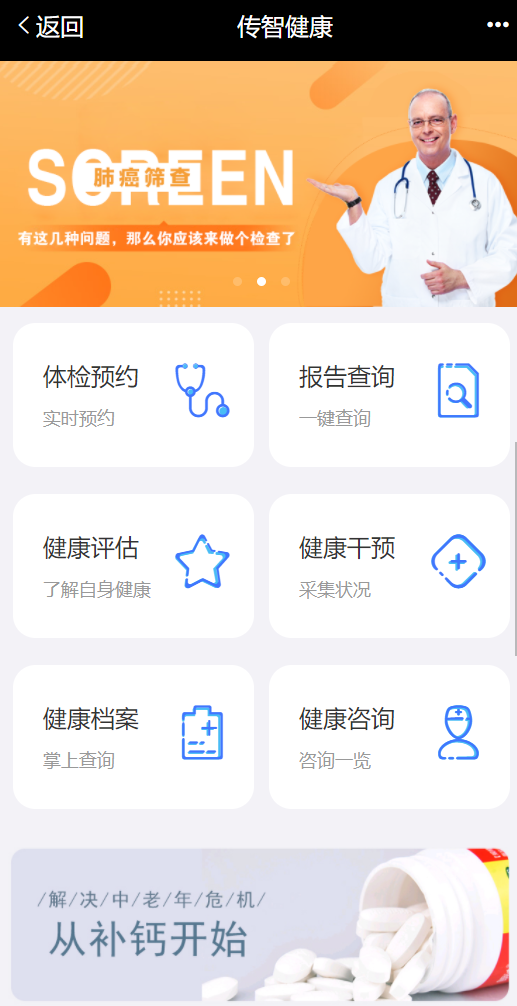 返回
传智健康
SCREEN
肺癌筛查
有这几种问题，那么你应该来做个检查了
体检预约
实时预约
报告查询
一键查询
健康评估
了解自身健康
健康干预
采集状况
健康档案
掌上查询
健康咨询
咨询一览
/解/决/中/老/年/危/机/
从补钙开始